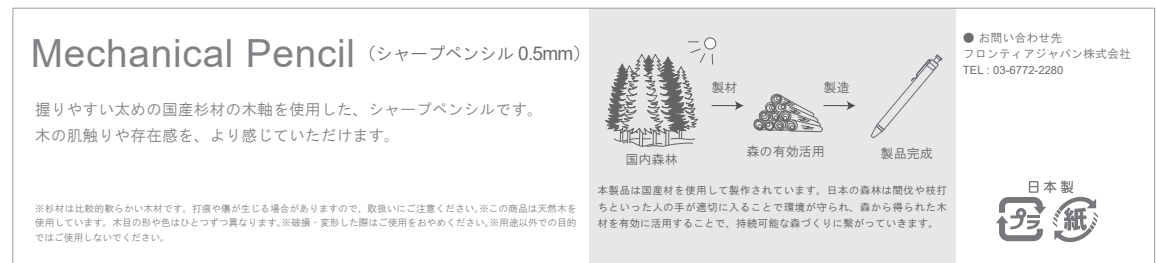 Mechanical Pencil（シャープペンシル 0.5mm）
握りやすい太めの国産杉材の木軸を使用した、シャープペンシルです。
木の肌触りや存在感を、より感じていただけます。
※杉材は比較的軟らかい木材です。打痕や傷が生じる場合がありますので、取扱いにご注意ください。※この商品は天然木を
使用しています。木目の形や色はひとつずつ異なります。※破損・変形した際はご使用をおやめください。※用途以外での目的
ではご使用しないでください。
製材
製造
国内森林
森の有効活用
製品完成
本製品は国産材を使用して製作されています。日本の森林は間伐や枝打
ちといった人の手が適切に入ることで環境が守られ、森から得られた木
材を有効に活用することで、持続可能な森づくりに繋がっていきます。
● お問い合わせ先
フロンティアジャパン株式会社
TEL : 03-6772-2280
日本製
プラ
紙